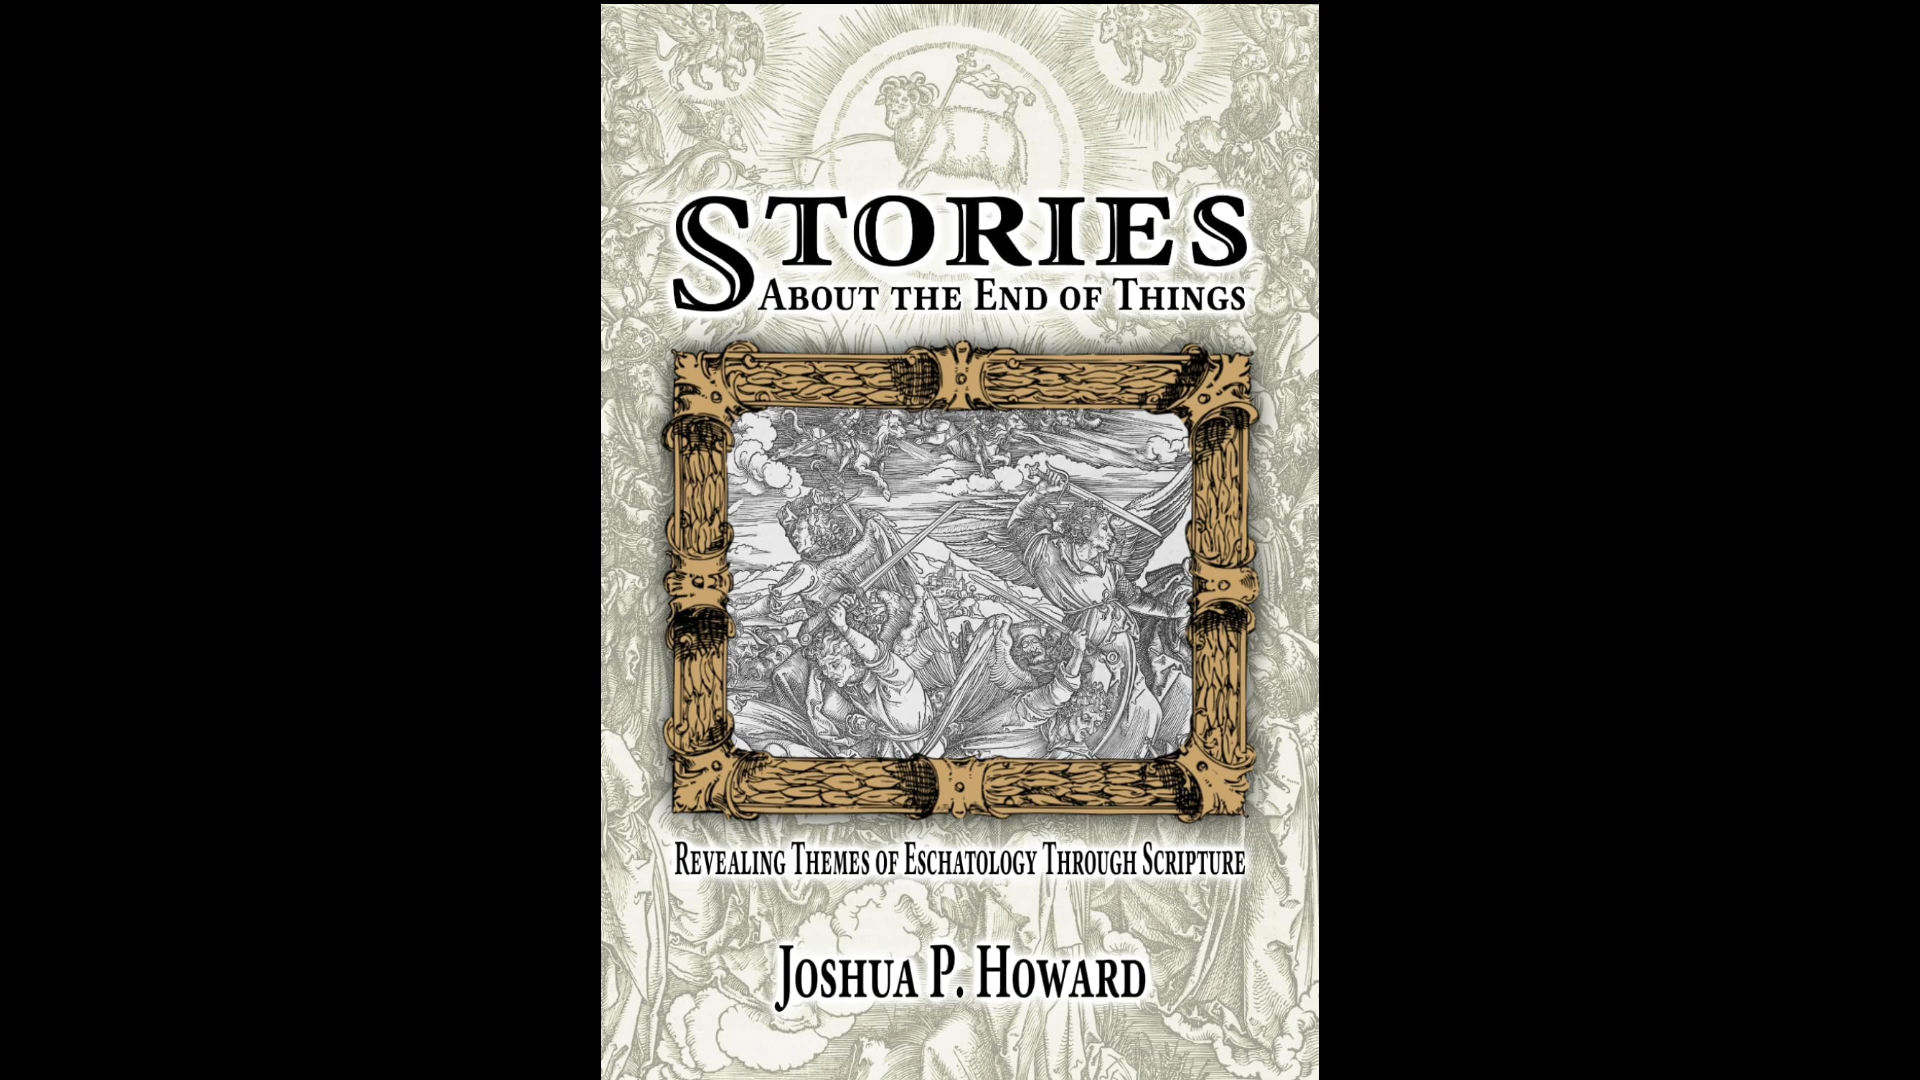 STORIES
ABOUT THE END OF THINGS
REVEALING THEMES OF ESCHATOLOGY THROUGH SCRIPTURE
JOSHUA P. HOWARD